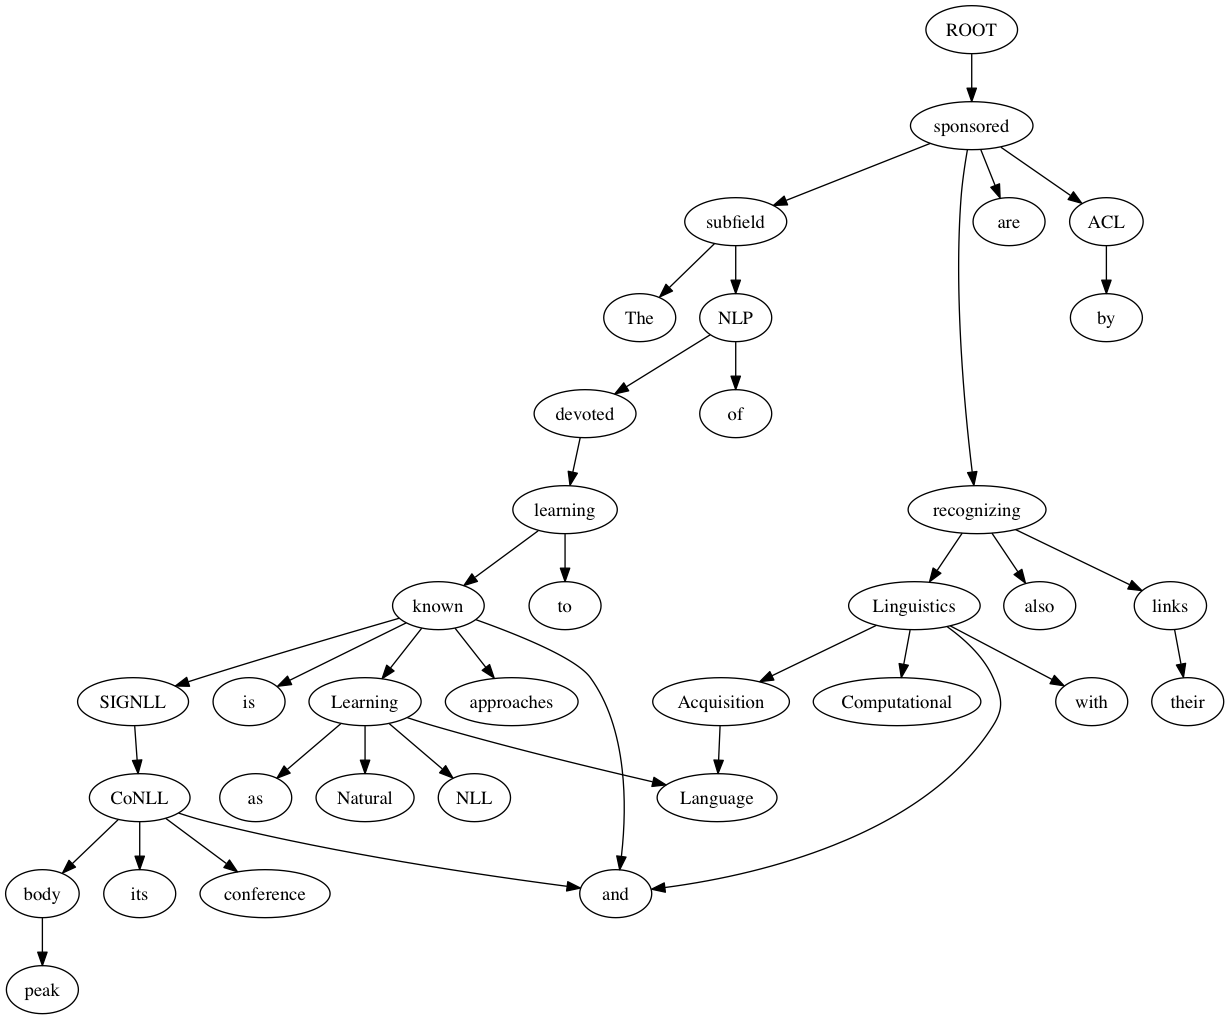 ROOT
sponsored
subfield
are
ACL
The
NLP
by
devoted
of
learning
recognizing
known
to
Linguistics
also
links
SIGNLL
is
Learning
approaches
Acquisition
Computational
with
their
CoNLL
as
Natural
NLL
Language
body
its
conference
and
peak